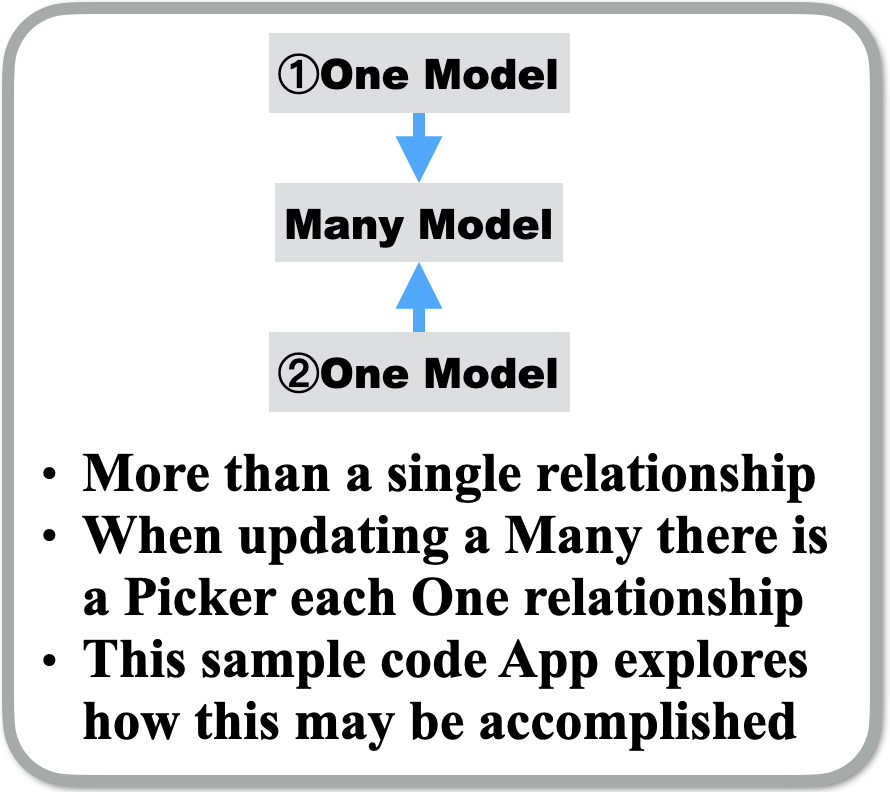 ①One Model
Many Model
②One Model
• More than a single relationship
• When updating a Many there is
a Picker each One relationship
• This sample code App explores
how this may be accomplished